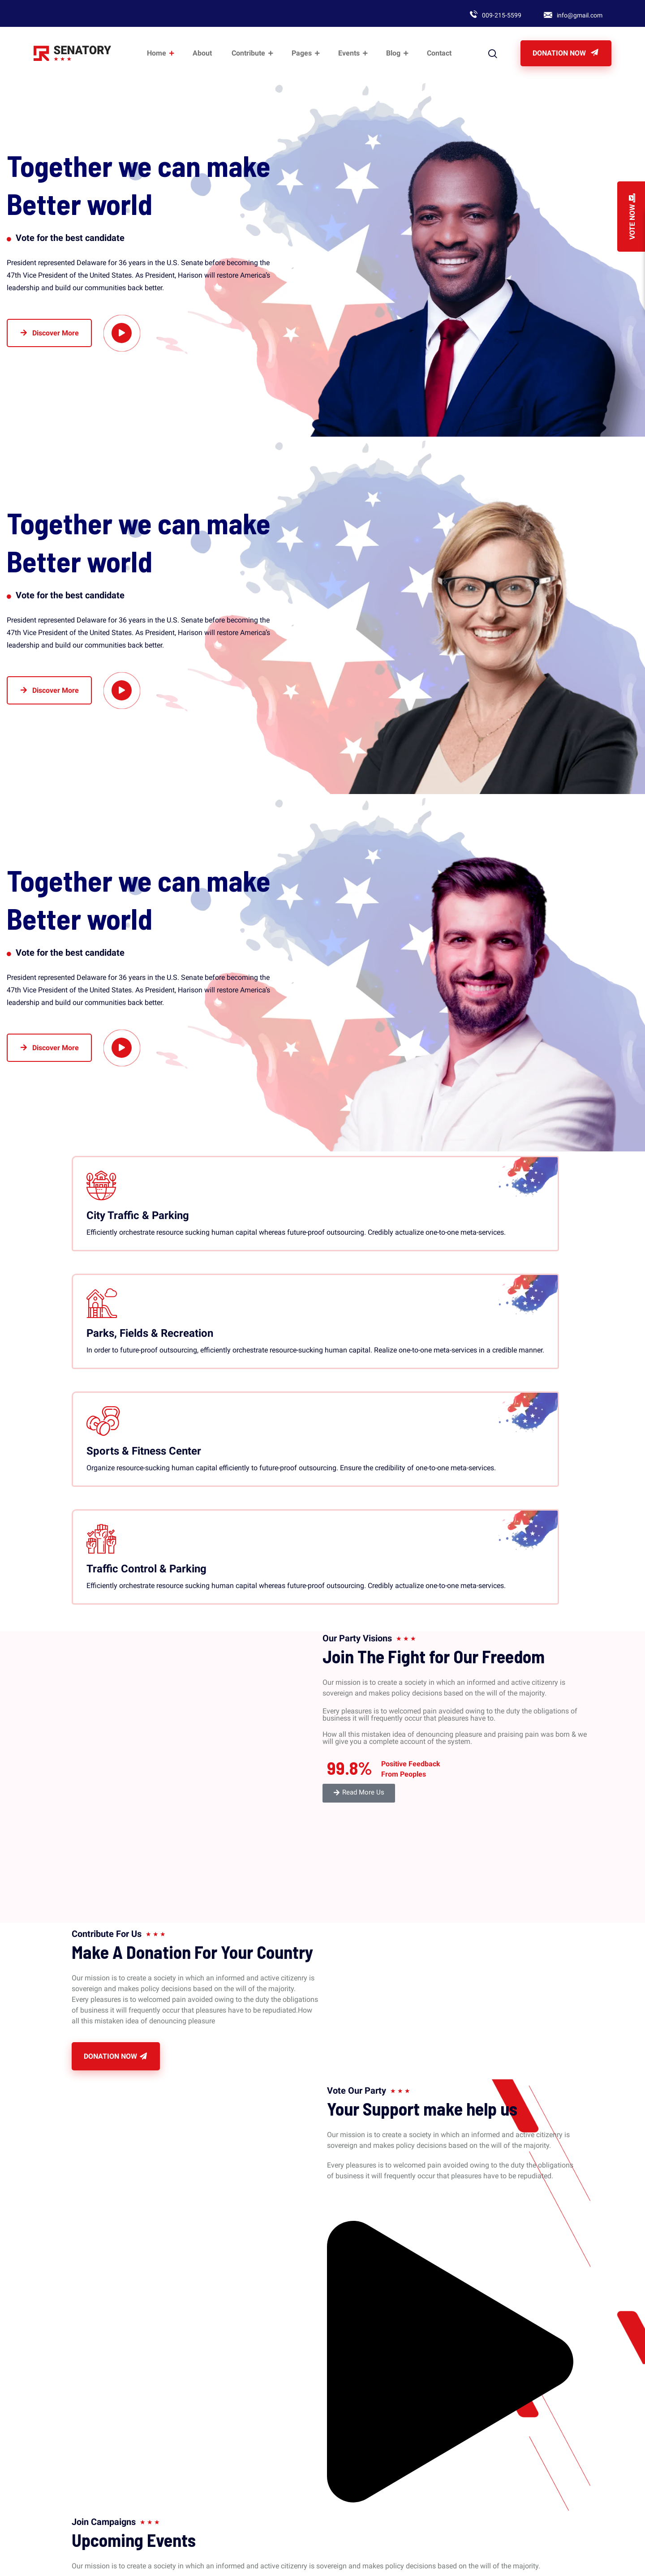 009-215-5599 info@gmail.com
SENATORY
Home About Contribute Pages Events Blog Contact
DONATION NOW
VOTE NOW
Together we can make
Better world
Vote for the best candidate
President represented Delaware for 36 years in the U.S. Senate before becoming the
47th Vice President of the United States. As President, Harison will restore America's
leadership and build our communities back better.
Discover More
Together we can make
Better world
Vote for the best candidate
President represented Delaware for 36 years in the U.S. Senate before becoming the
47th Vice President of the United States. As President, Harison will restore America's
leadership and build our communities back better.
Discover More
Together we can make
Better world
Vote for the best candidate
President represented Delaware for 36 years in the U.S. Senate before becoming the
47th Vice President of the United States. As President, Harison will restore America's
leadership and build our communities back better.
Discover More
City Traffic & Parking
Efficiently orchestrate resource sucking human capital whereas future-proof outsourcing. Credibly actualize one-to-one meta-services.
Parks, Fields & Recreation
In order to future-proof outsourcing, efficiently orchestrate resource-sucking human capital. Realize one-to-one meta-services in a credible manner.
Sports & Fitness Center
Organize resource-sucking human capital efficiently to future-proof outsourcing. Ensure the credibility of one-to-one meta-services.
Traffic Control & Parking
Efficiently orchestrate resource sucking human capital whereas future-proof outsourcing. Credibly actualize one-to-one meta-services.
Our Party Visions
Join The Fight for Our Freedom
Our mission is to create a society in which an informed and active citizenry is
sovereign and makes policy decisions based on the will of the majority.
Every pleasures is to welcomed pain avoided owing to the duty the obligations of
business it will frequently occur that pleasures have to.
How all this mistaken idea of denouncing pleasure and praising pain was born & we
will give you a complete account of the system.
99.8%
Positive Feedback
From Peoples
Read More Us
Contribute For Us
Make A Donation For Your Country
Our mission is to create a society in which an informed and active citizenry is
sovereign and makes policy decisions based on the will of the majority.
Every pleasures is to welcomed pain avoided owing to the duty the obligations
of business it will frequently occur that pleasures have to be repudiated.How
all this mistaken idea of denouncing pleasure
DONATION NOW
Vote Our Party
Your Support make help us
Our mission is to create a society in which an informed and active citizenry is
sovereign and makes policy decisions based on the will of the majority.
Every pleasures is to welcomed pain avoided owing to the duty the obligations
of business it will frequently occur that pleasures have to be repudiated.
Join Campaigns
Upcoming Events
Our mission is to create a society in which an informed and active citizenry is sovereign and makes policy decisions based on the will of the majority.